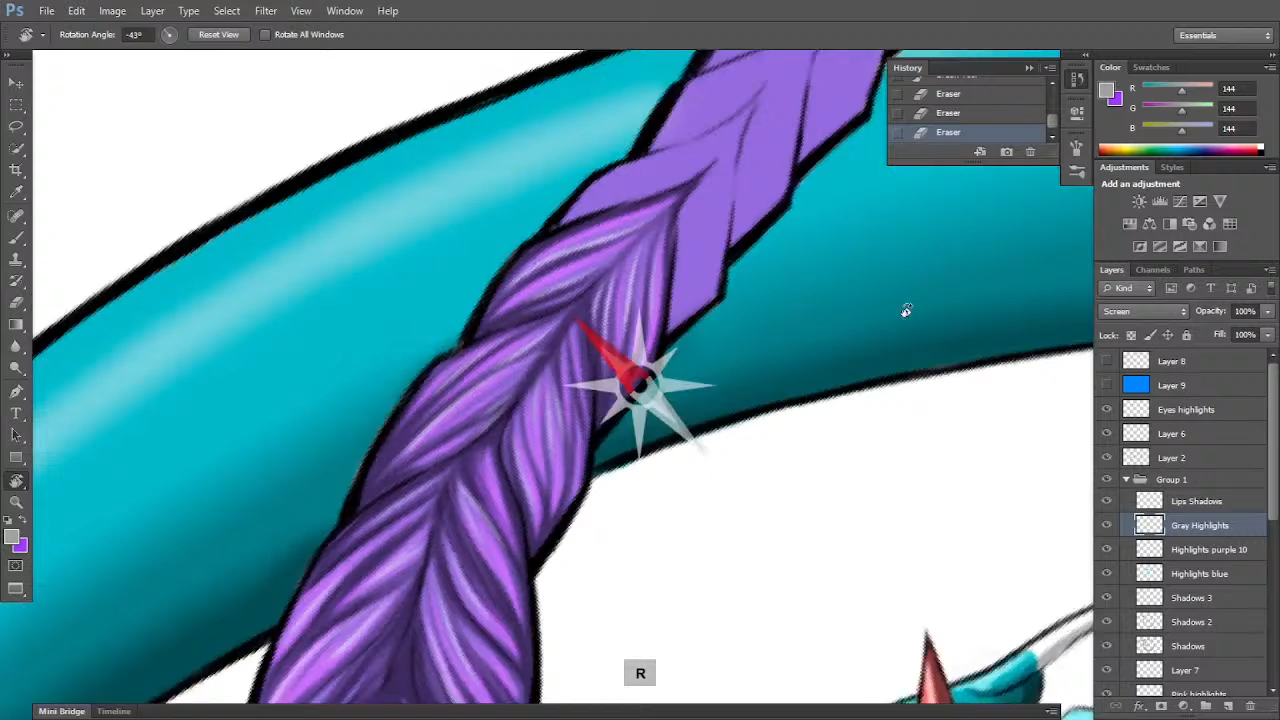 Ps File Edit Image Layer Type Select Filter View Window Help
Rotation Angle: -43° Reset View Rotate All Windows Essentials
History
Eraser
Eraser
Eraser
Color Swatches
R 144
G 144
B 144
Adjustments Styles
Add an adjustment
Layers Channels Paths
Kind
Screen Opacity: 100%
Lock: Fill: 100%
Layer 8
Layer 9
Eyes highlights
Layer 6
Layer 2
Group 1
Lips Shadows
Gray Highlights
Highlights purple 10
Highlights blue
Shadows 3
Shadows 2
Shadows
Layer 7
Pink highlights
R
Mini Bridge Timeline